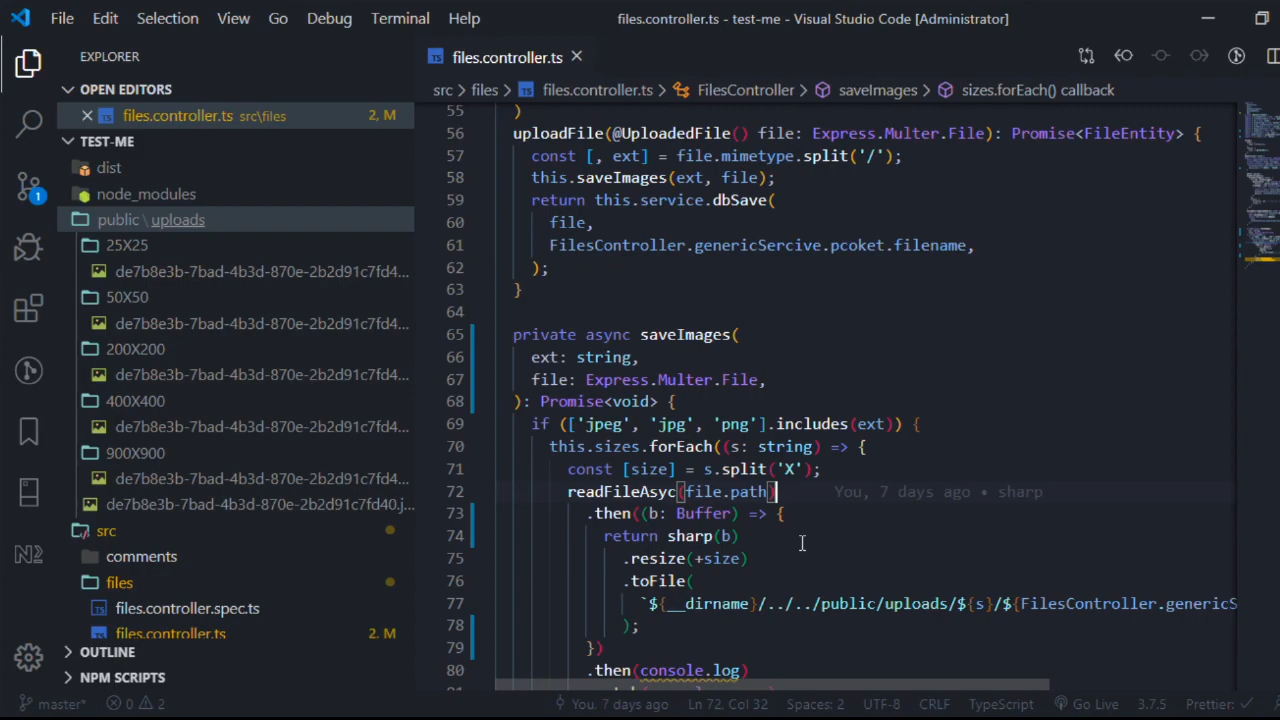 File Edit Selection View Go Debug Terminal Help files.controller.ts - test-me - Visual Studio Code [Administrator]
EXPLORER
OPEN EDITORS
files.controller.ts src\files 2, M
TEST-ME
dist
node_modules
public \ uploads
25X25
de7b8e3b-7bad-4b3d-870e-2b2d91c7fd4...
50X50
de7b8e3b-7bad-4b3d-870e-2b2d91c7fd4...
200X200
de7b8e3b-7bad-4b3d-870e-2b2d91c7fd4...
400X400
de7b8e3b-7bad-4b3d-870e-2b2d91c7fd4...
900X900
de7b8e3b-7bad-4b3d-870e-2b2d91c7fd4...
de7b8e3b-7bad-4b3d-870e-2b2d91c7fd40.j...
src
comments
files
files.controller.spec.ts
files.controller.ts 2, M
OUTLINE
NPM SCRIPTS
1
files.controller.ts
src > files > files.controller.ts > FilesController > saveImages > sizes.forEach() callback
55 )
56 uploadFile(@UploadedFile() file: Express.Multer.File): Promise<FileEntity> {
57 const [, ext] = file.mimetype.split('/');
58 this.saveImages(ext, file);
59 return this.service.dbSave(
60 file,
61 FilesController.genericSercive.pcoket.filename,
62 );
63 }
64
65 private async saveImages(
66 ext: string,
67 file: Express.Multer.File,
68 ): Promise<void> {
69 if (['jpeg', 'jpg', 'png'].includes(ext)) {
70 this.sizes.forEach((s: string) => {
71 const [size] = s.split('X');
72 readFileAsyc(file.path) You, 7 days ago • sharp
73 .then((b: Buffer) => {
74 return sharp(b)
75 .resize(+size)
76 .toFile(
77 `${__dirname}/../../public/uploads/${s}/${FilesController.genericS
78 );
79 })
80 .then(console.log)
master* 0 2 You, 7 days ago Ln 72, Col 32 Spaces: 2 UTF-8 CRLF TypeScript Go Live 3.7.5 Prettier: ✓